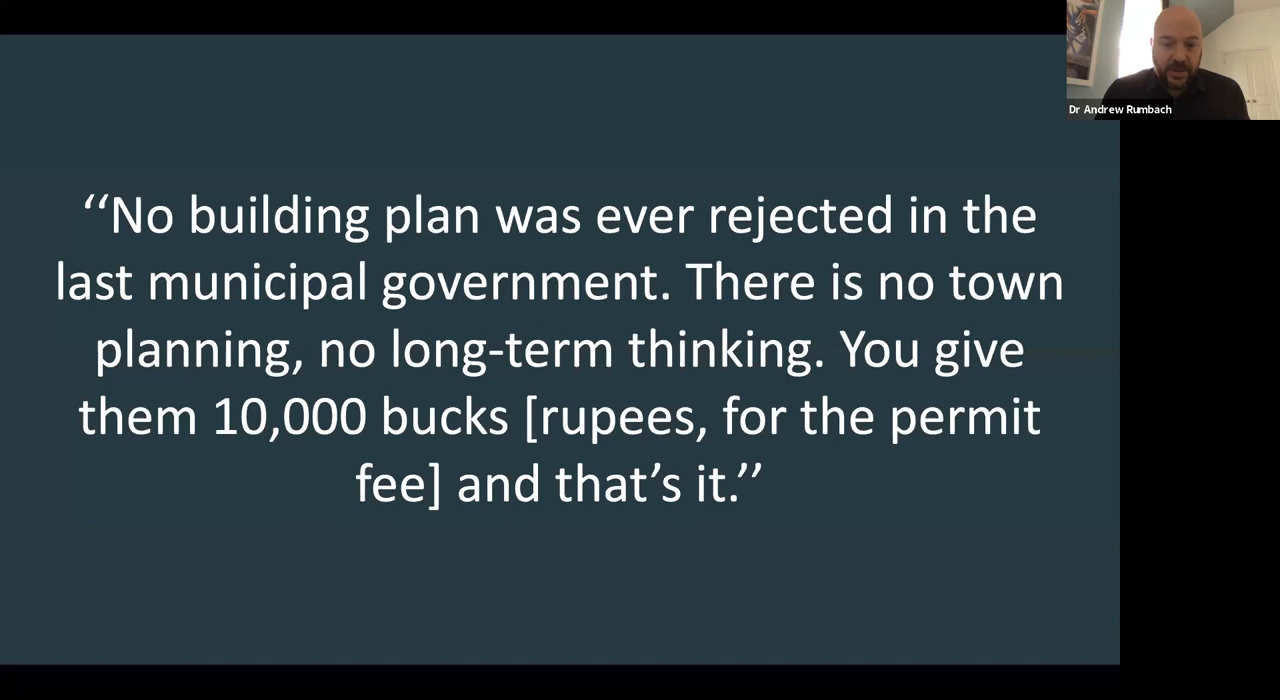 Dr Andrew Rumbach
‘‘No building plan was ever rejected in the
last municipal government. There is no town
planning, no long-term thinking. You give
them 10,000 bucks [rupees, for the permit
fee] and that’s it.’’